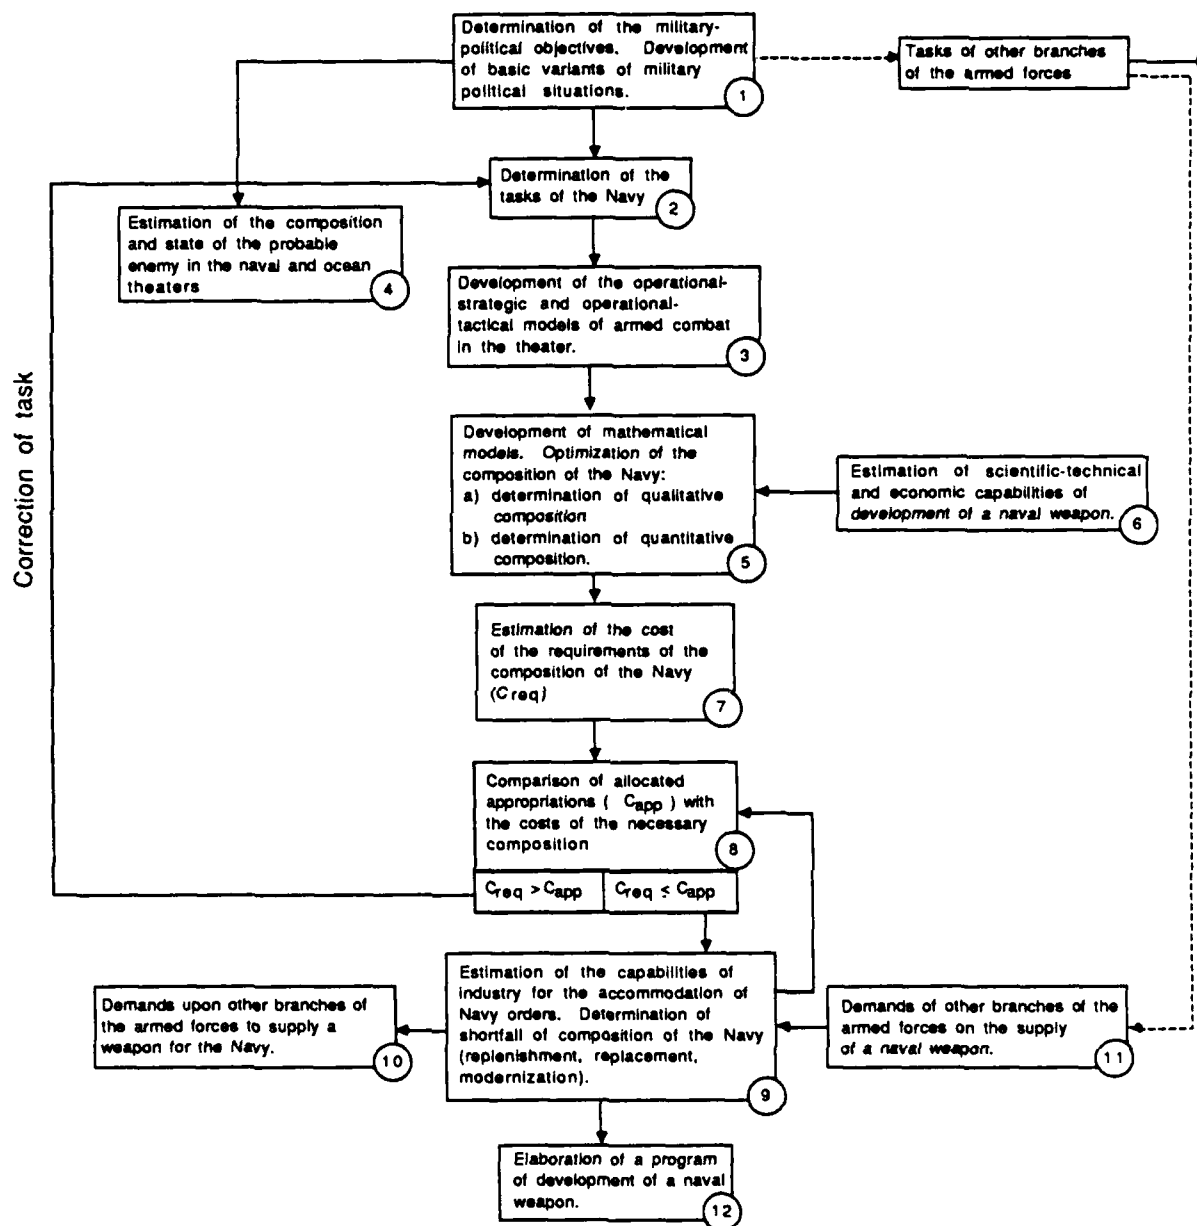 Determination of the military-
political objectives. Development
of basic variants of military
political situations.
1
Tasks of other branches
of the armed forces
Determination of the
tasks of the Navy
2
Estimation of the composition
and state of the probable
enemy in the naval and ocean
theaters
4
Development of the operational-
strategic and operational-
tactical models of armed combat
in the theater.
3
Correction of task
Development of mathematical
models. Optimization of the
composition of the Navy:
a) determination of qualitative
composition
b) determination of quantitative
composition.
5
Estimation of scientific-technical
and economic capabilities of
development of a naval weapon.
6
Estimation of the cost
of the requirements of the
composition of the Navy
(Creq)
7
Comparison of allocated
appropriations ( Capp ) with
the costs of the necessary
composition
8
Creq > Capp
Creq ≤ Capp
Estimation of the capabilities of
industry for the accommodation of
Navy orders. Determination of
shortfall of composition of the Navy
(replenishment, replacement,
modernization).
9
Demands upon other branches of
the armed forces to supply a
weapon for the Navy.
10
Demands of other branches of the
armed forces on the supply
of a naval weapon.
11
Elaboration of a program
of development of a naval
weapon.
12